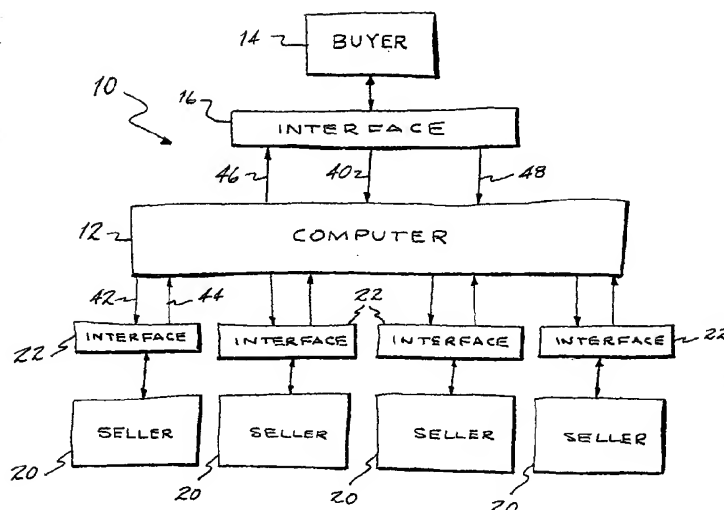 14 BUYER
10
16 INTERFACE
46 40 48
12 COMPUTER
42 44 22
22 INTERFACE INTERFACE INTERFACE INTERFACE 22
SELLER SELLER SELLER SELLER
20 20 20 20